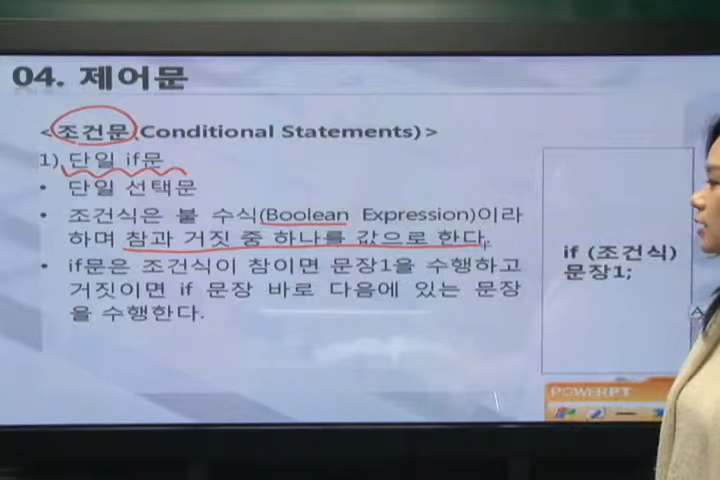 04. 제어문
<조건문(Conditional Statements)>
1) 단일 if문
• 단일 선택문
• 조건식은 불 수식(Boolean Expression)이라
하며 참과 거짓 중 하나를 값으로 한다.
• if문은 조건식이 참이면 문장1을 수행하고
거짓이면 if 문장 바로 다음에 있는 문장
을 수행한다.
if (조건식)
문장1;
POWERPT